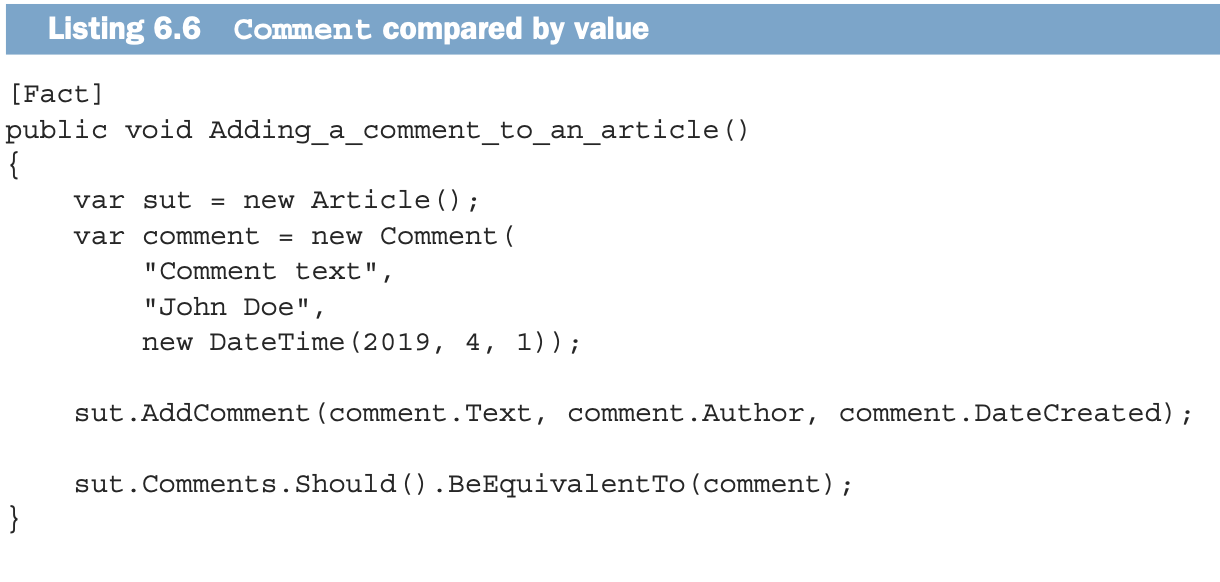 Listing 6.6 Comment compared by value
[Fact]
public void Adding_a_comment_to_an_article()
{
    var sut = new Article();
    var comment = new Comment(
        "Comment text",
        "John Doe",
        new DateTime(2019, 4, 1));
    sut.AddComment(comment.Text, comment.Author, comment.DateCreated);
    sut.Comments.Should().BeEquivalentTo(comment);
}